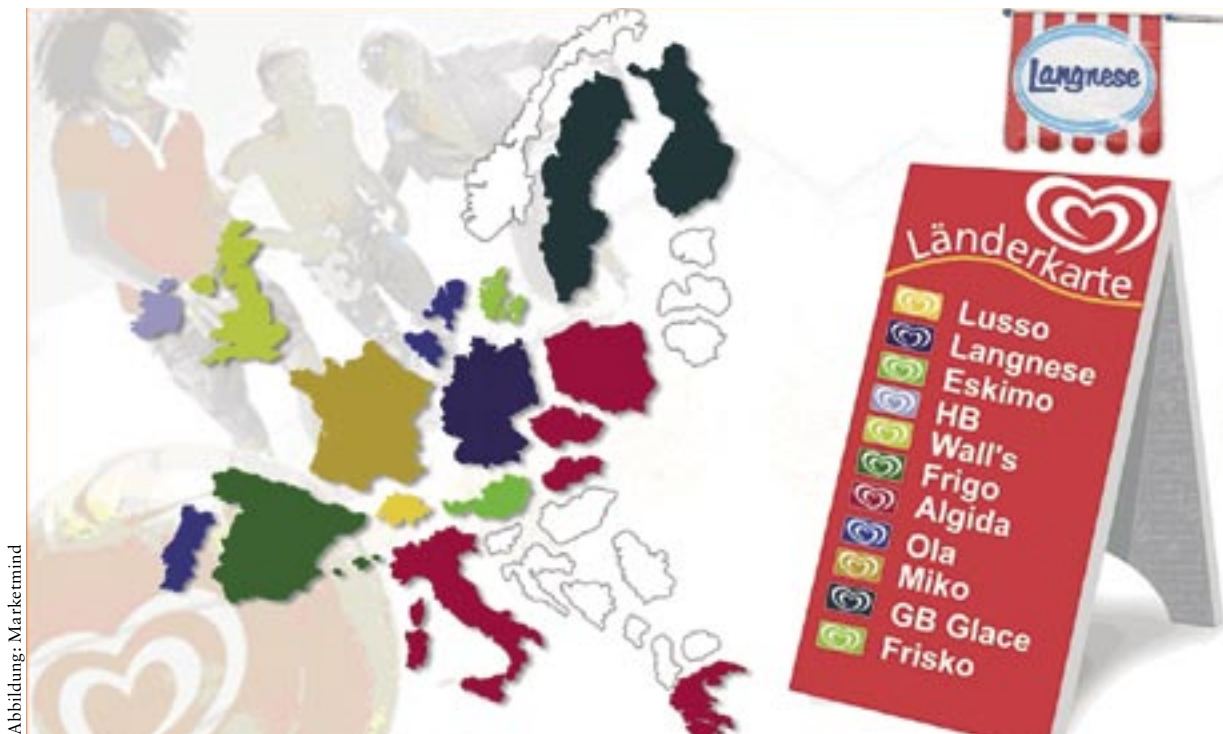 Langnese
Länderkarte
Lusso
Langnese
Eskimo
HB
Wall's
Frigo
Algida
Ola
Miko
GB Glace
Frisko
Abbildung: Marketmind